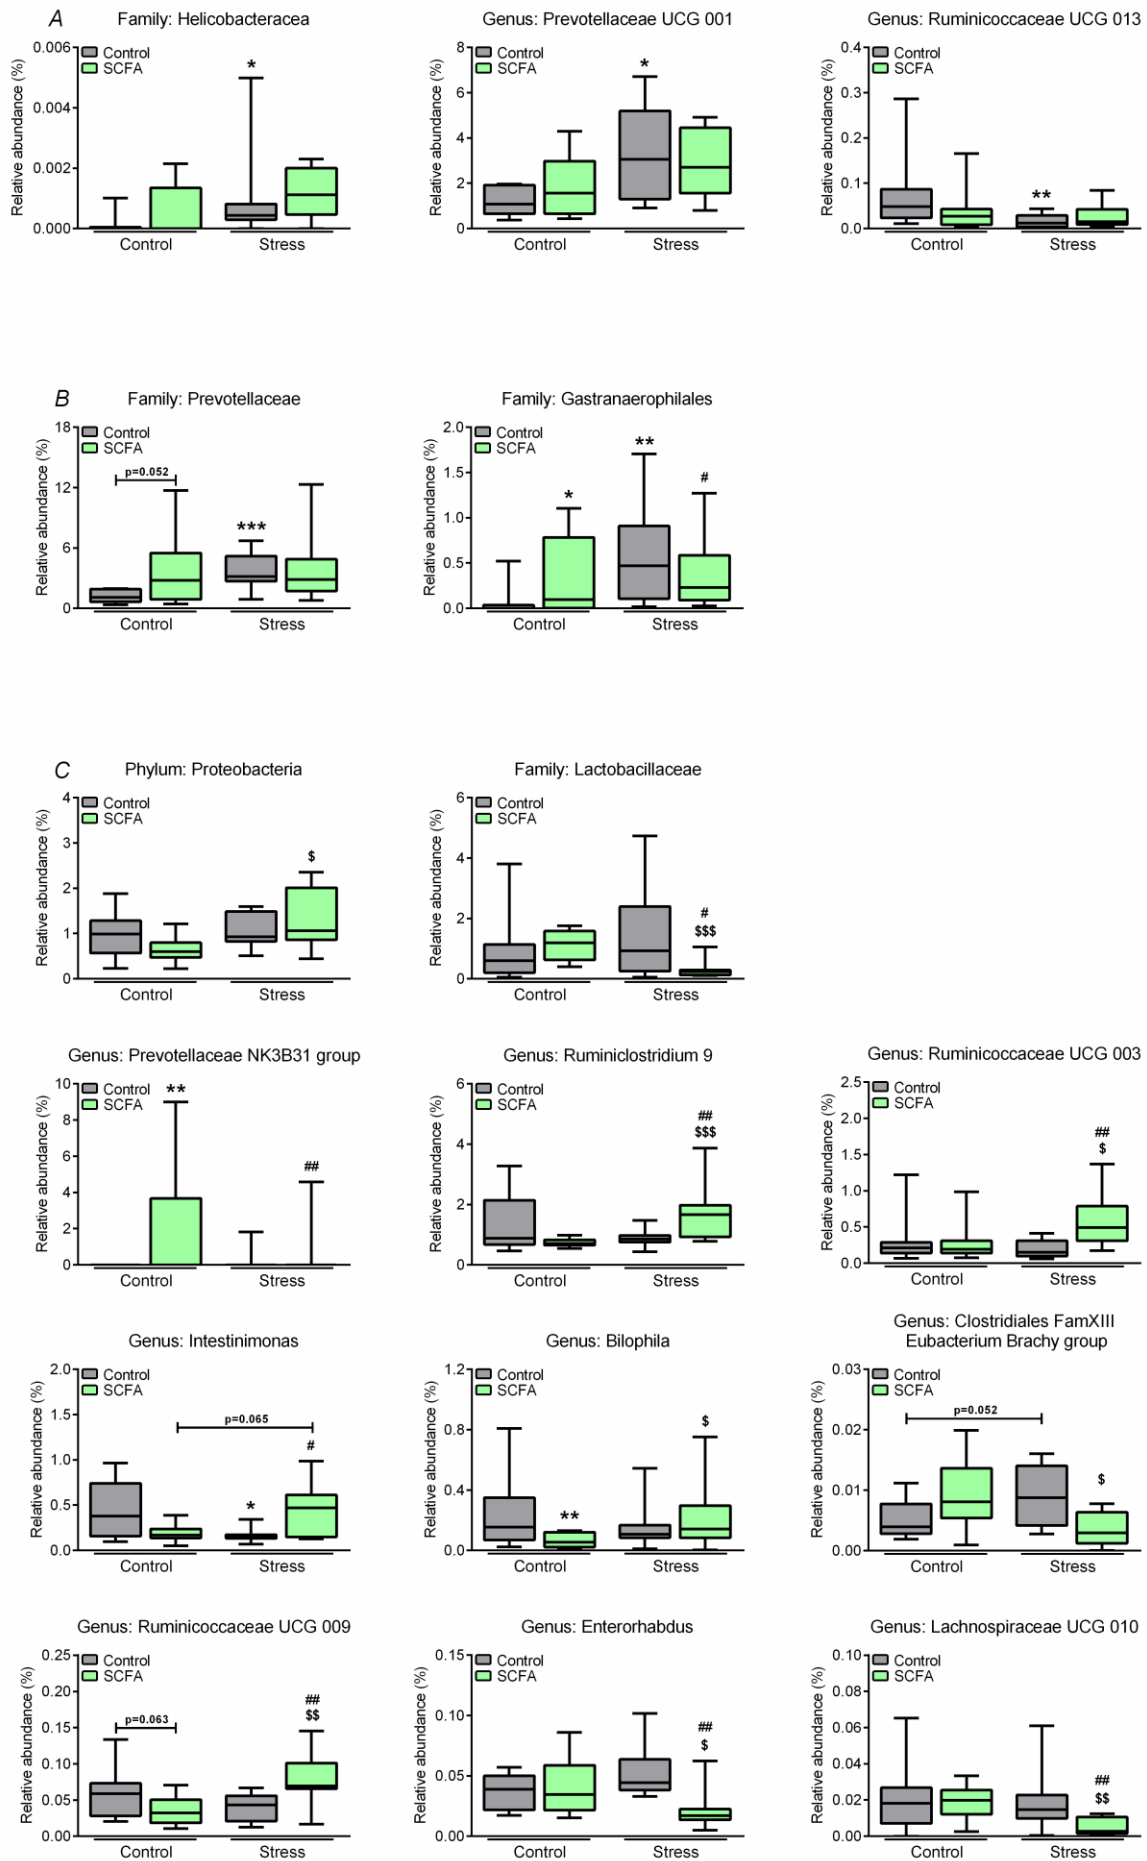 A
Family: Helicobacteracea
Relative abundance (%)
0.006
0.004
0.002
0.000
Control
SCFA
*
Control
Stress
Genus: Prevotellaceae UCG 001
Relative abundance (%)
8
6
4
2
0
Control
SCFA
*
Control
Stress
Genus: Ruminicoccaceae UCG 013
Relative abundance (%)
0.4
0.3
0.2
0.1
0.0
Control
SCFA
**
Control
Stress
B
Family: Prevotellaceae
Relative abundance (%)
18
12
6
0
Control
SCFA
p=0.052
***
Control
Stress
Family: Gastranaerophilales
Relative abundance (%)
2.0
1.5
1.0
0.5
0.0
Control
SCFA
*
**
#
Control
Stress
C
Phylum: Proteobacteria
Relative abundance (%)
4
3
2
1
0
Control
SCFA
$
Control
Stress
Family: Lactobacillaceae
Relative abundance (%)
6
4
2
0
Control
SCFA
#
$$$
Control
Stress
Genus: Prevotellaceae NK3B31 group
Relative abundance (%)
10
8
6
4
2
0
Control
SCFA
**
##
Control
Stress
Genus: Ruminiclostridium 9
Relative abundance (%)
6
4
2
0
Control
SCFA
##
$$$
Control
Stress
Genus: Ruminicoccaceae UCG 003
Relative abundance (%)
2.5
2.0
1.5
1.0
0.5
0.0
Control
SCFA
##
$
Control
Stress
Genus: Intestinimonas
Relative abundance (%)
2.0
1.5
1.0
0.5
0.0
Control
SCFA
p=0.065
*
#
Control
Stress
Genus: Bilophila
Relative abundance (%)
1.2
0.8
0.4
0.0
Control
SCFA
**
$
Control
Stress
Genus: Clostridiales FamXIII
Eubacterium Brachy group
Relative abundance (%)
0.03
0.02
0.01
0.00
Control
SCFA
p=0.052
$
Control
Stress
Genus: Ruminicoccaceae UCG 009
Relative abundance (%)
0.25
0.20
0.15
0.10
0.05
0.00
Control
SCFA
p=0.063
##
$$
Control
Stress
Genus: Enterorhabdus
Relative abundance (%)
0.15
0.10
0.05
0.00
Control
SCFA
##
$
Control
Stress
Genus: Lachnospiraceae UCG 010
Relative abundance (%)
0.10
0.08
0.06
0.04
0.02
0.00
Control
SCFA
##
$$
Control
Stress